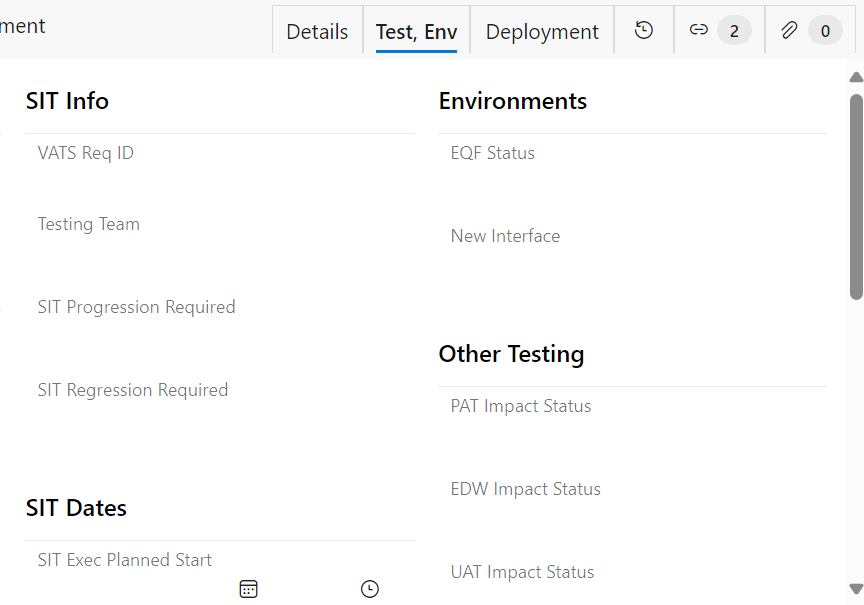 ment
Details
Test, Env
Deployment
2
0
SIT Info
VATS Req ID
Testing Team
SIT Progression Required
SIT Regression Required
SIT Dates
SIT Exec Planned Start
Environments
EQF Status
New Interface
Other Testing
PAT Impact Status
EDW Impact Status
UAT Impact Status